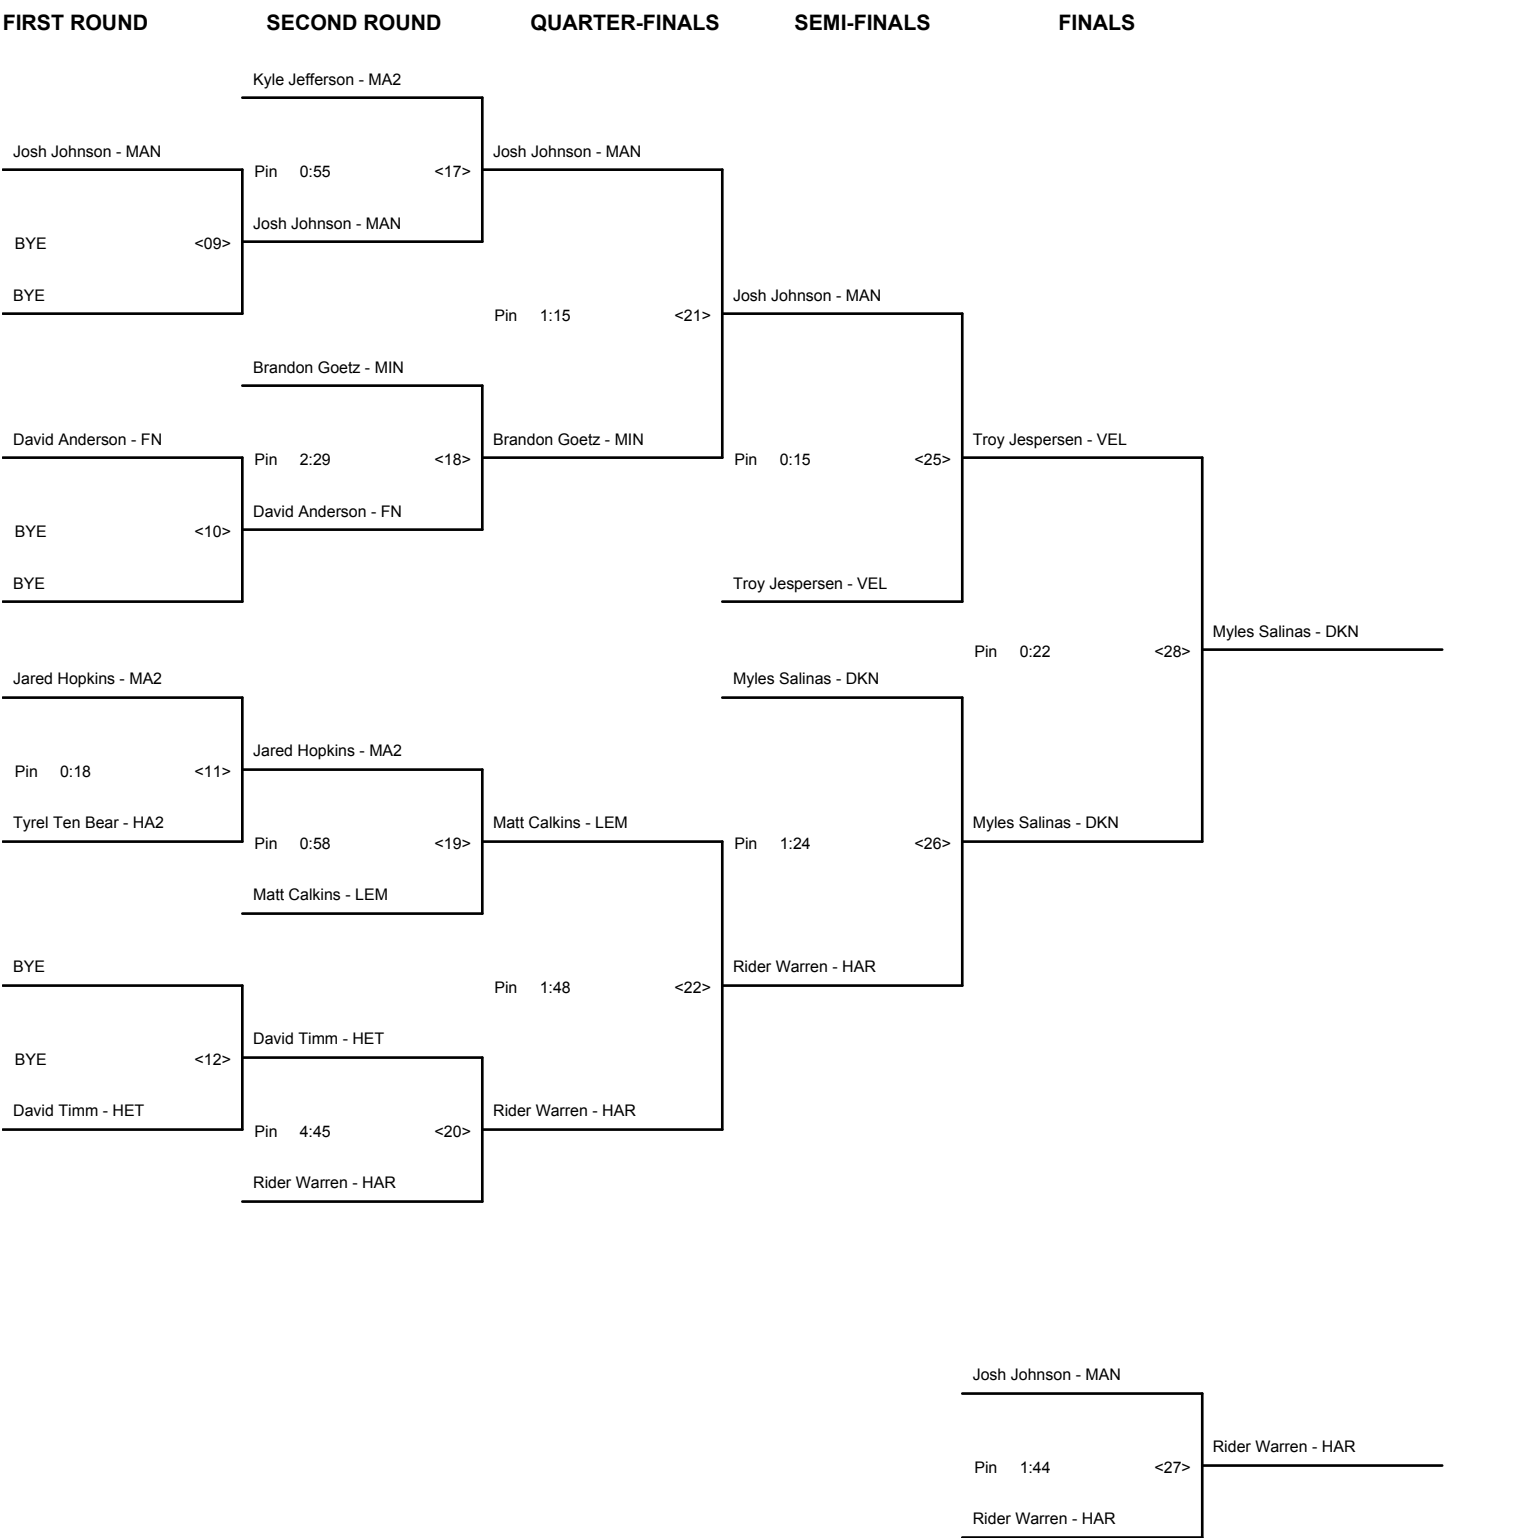 FIRST ROUND SECOND ROUND QUARTER-FINALS SEMI-FINALS FINALS
Kyle Jefferson - MA2
Josh Johnson - MAN Josh Johnson - MAN
Pin 0:55 <17>
Josh Johnson - MAN
BYE <09>
BYE Josh Johnson - MAN
Pin 1:15 <21>
Brandon Goetz - MIN
David Anderson - FN Brandon Goetz - MIN Troy Jespersen - VEL
Pin 2:29 <18> Pin 0:15 <25>
David Anderson - FN
BYE <10>
BYE Troy Jespersen - VEL
Myles Salinas - DKN
Pin 0:22 <28>
Jared Hopkins - MA2 Myles Salinas - DKN
Jared Hopkins - MA2
Pin 0:18 <11>
Tyrel Ten Bear - HA2 Matt Calkins - LEM Myles Salinas - DKN
Pin 0:58 <19> Pin 1:24 <26>
Matt Calkins - LEM
BYE Rider Warren - HAR
Pin 1:48 <22>
David Timm - HET
BYE <12>
David Timm - HET Rider Warren - HAR
Pin 4:45 <20>
Rider Warren - HAR
Josh Johnson - MAN
Rider Warren - HAR
Pin 1:44 <27>
Rider Warren - HAR